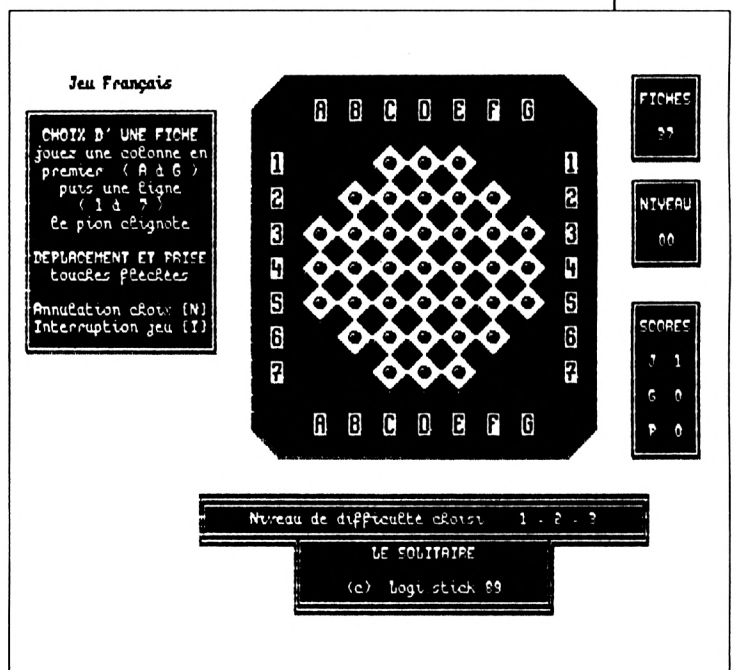 Jeu Français
CHOIX D' UNE FICHE
jouez une colonne en
premier ( A à G )
puis une ligne
( 1 à 7 )
le pion clignote
DEPLACEMENT ET PRISE
touches fléchées
Annulation choix [N]
Interruption jeu [I]
A B C D E F G
1 1
2 2
3 3
4 4
5 5
6 6
7 7
A B C D E F G
FICHES
37
NIVEAU
00
SCORES
J 1
G 0
P 0
Niveau de difficulté choisi 1 - 2 - 3
LE SOLITAIRE
(c) Logi stick 89